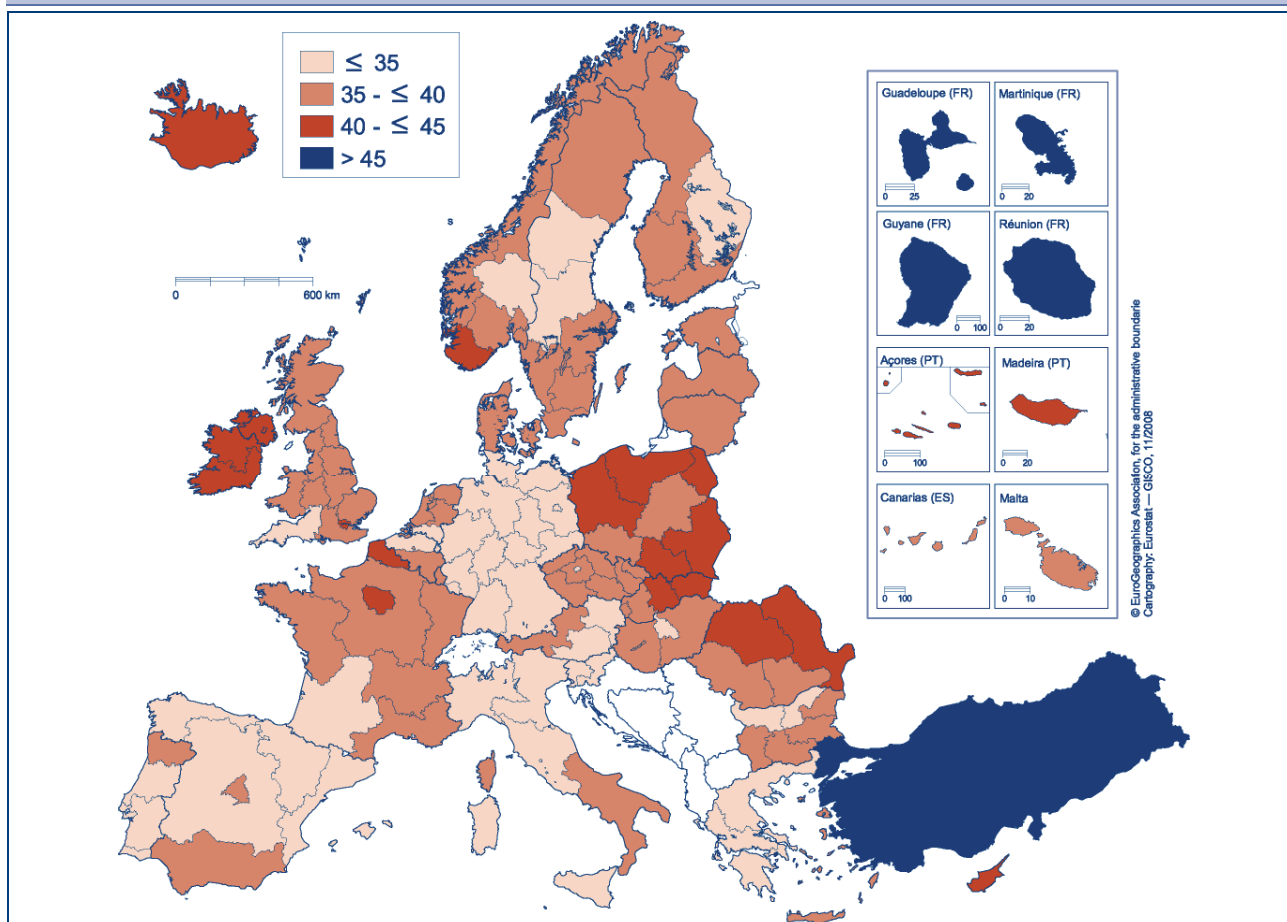 ≤ 35
35 - ≤ 40
40 - ≤ 45
> 45
s
0 600 km
Guadeloupe (FR)
0 25
Martinique (FR)
0 20
Guyane (FR)
0 100
Réunion (FR)
0 20
Açores (PT)
0 100
Madeira (PT)
0 20
Canarias (ES)
0 100
Malta
0 10
© EuroGeographics Association, for the administrative boundarie
Cartography: Eurostat — GISCO, 11/2008